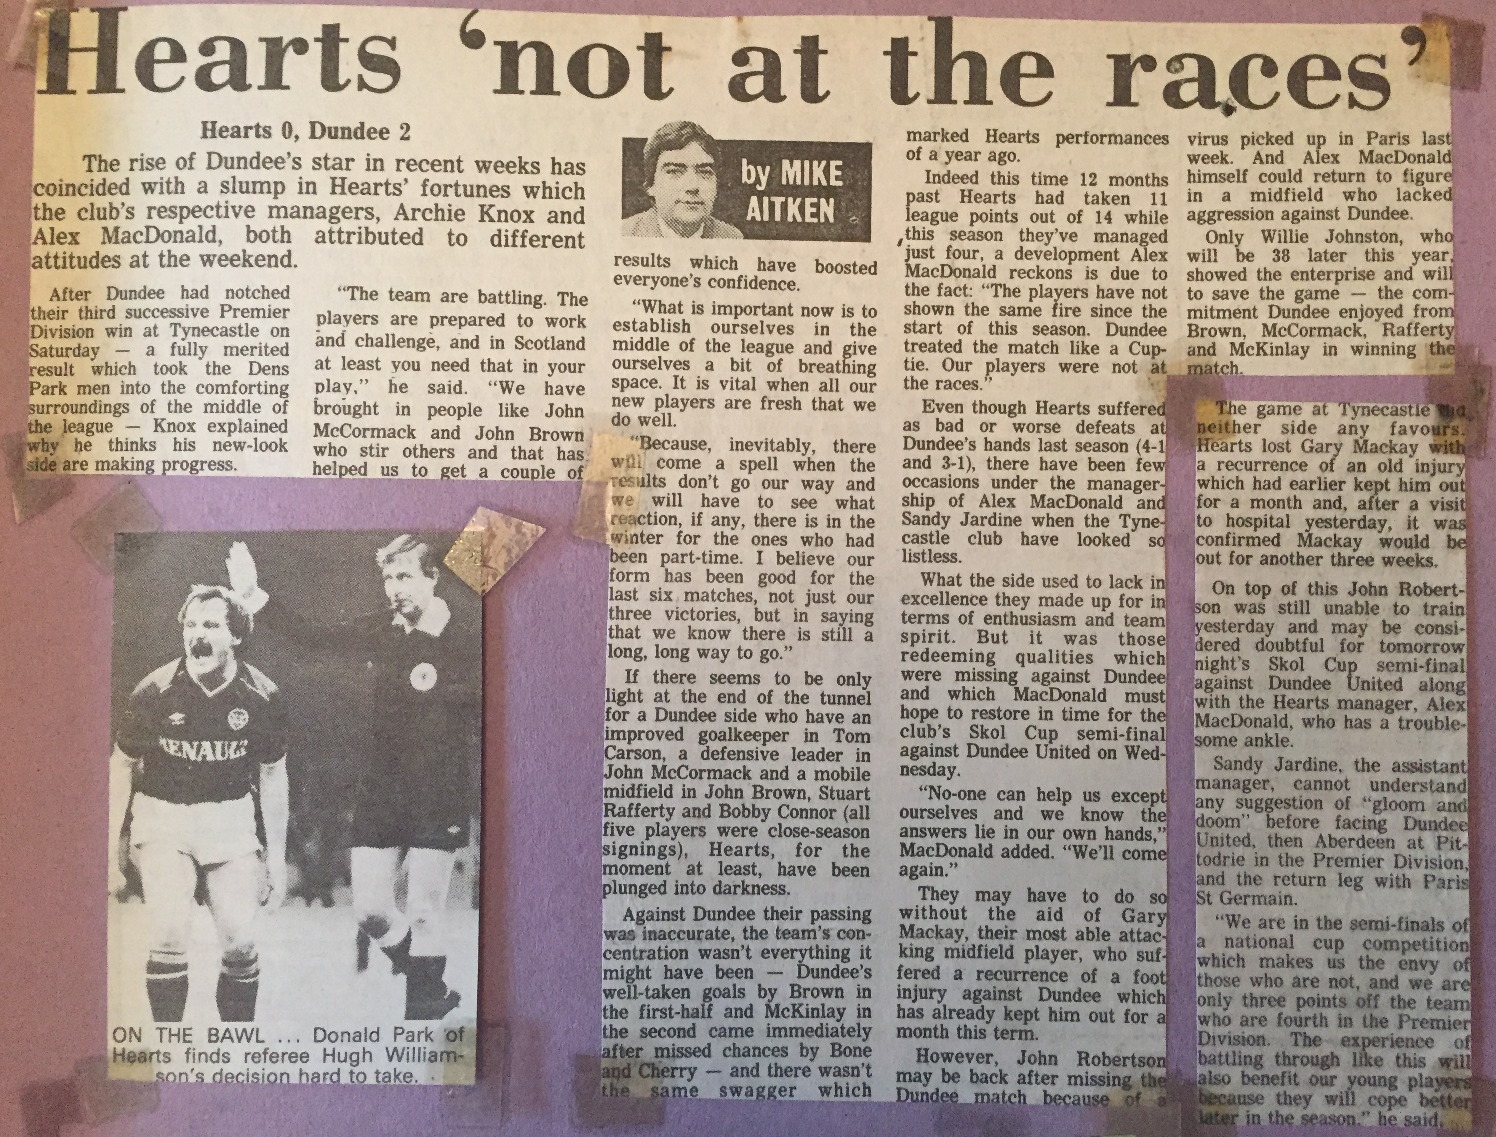 Hearts ‘not at the races’
Hearts 0, Dundee 2
The rise of Dundee's star in recent weeks has
coincided with a slump in Hearts' fortunes which
the club's respective managers, Archie Knox and
Alex MacDonald, both attributed to different
attitudes at the weekend.
After Dundee had notched
their third successive Premier
Division win at Tynecastle on
Saturday — a fully merited
result which took the Dens
Park men into the comforting
surroundings of the middle of
the league — Knox explained
why he thinks his new-look
side are making progress.
“The team are battling. The
players are prepared to work
and challenge, and in Scotland
at least you need that in your
play,” he said. “We have
brought in people like John
McCormack and John Brown
who stir others and that has
helped us to get a couple of
by MIKE
AITKEN
results which have boosted
everyone's confidence.
“What is important now is to
establish ourselves in the
middle of the league and give
ourselves a bit of breathing
space. It is vital when all our
new players are fresh that we
do well.
“Because, inevitably, there
will come a spell when the
results don't go our way and
we will have to see what
reaction, if any, there is in the
winter for the ones who had
been part-time. I believe our
form has been good for the
last six matches, not just our
three victories, but in saying
that we know there is still a
long, long way to go.”
If there seems to be only
light at the end of the tunnel
for a Dundee side who have an
improved goalkeeper in Tom
Carson, a defensive leader in
John McCormack and a mobile
midfield in John Brown, Stuart
Rafferty and Bobby Connor (all
five players were close-season
signings), Hearts, for the
moment at least, have been
plunged into darkness.
Against Dundee their passing
was inaccurate, the team's con-
centration wasn't everything it
might have been — Dundee's
well-taken goals by Brown in
the first-half and McKinlay in
the second came immediately
after missed chances by Bone
and Cherry — and there wasn't
the same swagger which
marked Hearts performances
of a year ago.
Indeed this time 12 months
past Hearts had taken 11
league points out of 14 while
this season they've managed
just four, a development Alex
MacDonald reckons is due to
the fact: “The players have not
shown the same fire since the
start of this season. Dundee
treated the match like a Cup-
tie. Our players were not at
the races.”
Even though Hearts suffered
as bad or worse defeats at
Dundee's hands last season (4-1
and 3-1), there have been few
occasions under the manager-
ship of Alex MacDonald and
Sandy Jardine when the Tyne-
castle club have looked so
listless.
What the side used to lack in
excellence they made up for in
terms of enthusiasm and team
spirit. But it was those
redeeming qualities which
were missing against Dundee
and which MacDonald must
hope to restore in time for the
club's Skol Cup semi-final
against Dundee United on Wed-
nesday.
“No-one can help us except
ourselves and we know the
answers lie in our own hands,”
MacDonald added. “We'll come
again.”
They may have to do so
without the aid of Gary
Mackay, their most able attac-
king midfield player, who suf-
fered a recurrence of a foot
injury against Dundee which
has already kept him out for a
month this term.
However, John Robertson
may be back after missing the
Dundee match because of a
virus picked up in Paris last
week. And Alex MacDonald
himself could return to figure
in a midfield who lacked
aggression against Dundee.
Only Willie Johnston, who
will be 38 later this year,
showed the enterprise and will
to save the game — the com-
mitment Dundee enjoyed from
Brown, McCormack, Rafferty
and McKinlay in winning the
match.
The game at Tynecastle did
neither side any favours.
Hearts lost Gary Mackay with
a recurrence of an old injury
which had earlier kept him out
for a month and, after a visit
to hospital yesterday, it was
confirmed Mackay would be
out for another three weeks.
On top of this John Robert-
son was still unable to train
yesterday and may be consi-
dered doubtful for tomorrow
night's Skol Cup semi-final
against Dundee United along
with the Hearts manager, Alex
MacDonald, who has a trouble-
some ankle.
Sandy Jardine, the assistant
manager, cannot understand
any suggestion of “gloom and
doom” before facing Dundee
United, then Aberdeen at Pit-
todrie in the Premier Division,
and the return leg with Paris
St Germain.
“We are in the semi-finals of
a national cup competition
which makes us the envy of
those who are not, and we are
only three points off the team
who are fourth in the Premier
Division. The experience of
battling through like this will
also benefit our young players
because they will cope better
later in the season.” he said.
RENAULT
ON THE BAWL ... Donald Park of
Hearts finds referee Hugh William-
son's decision hard to take.